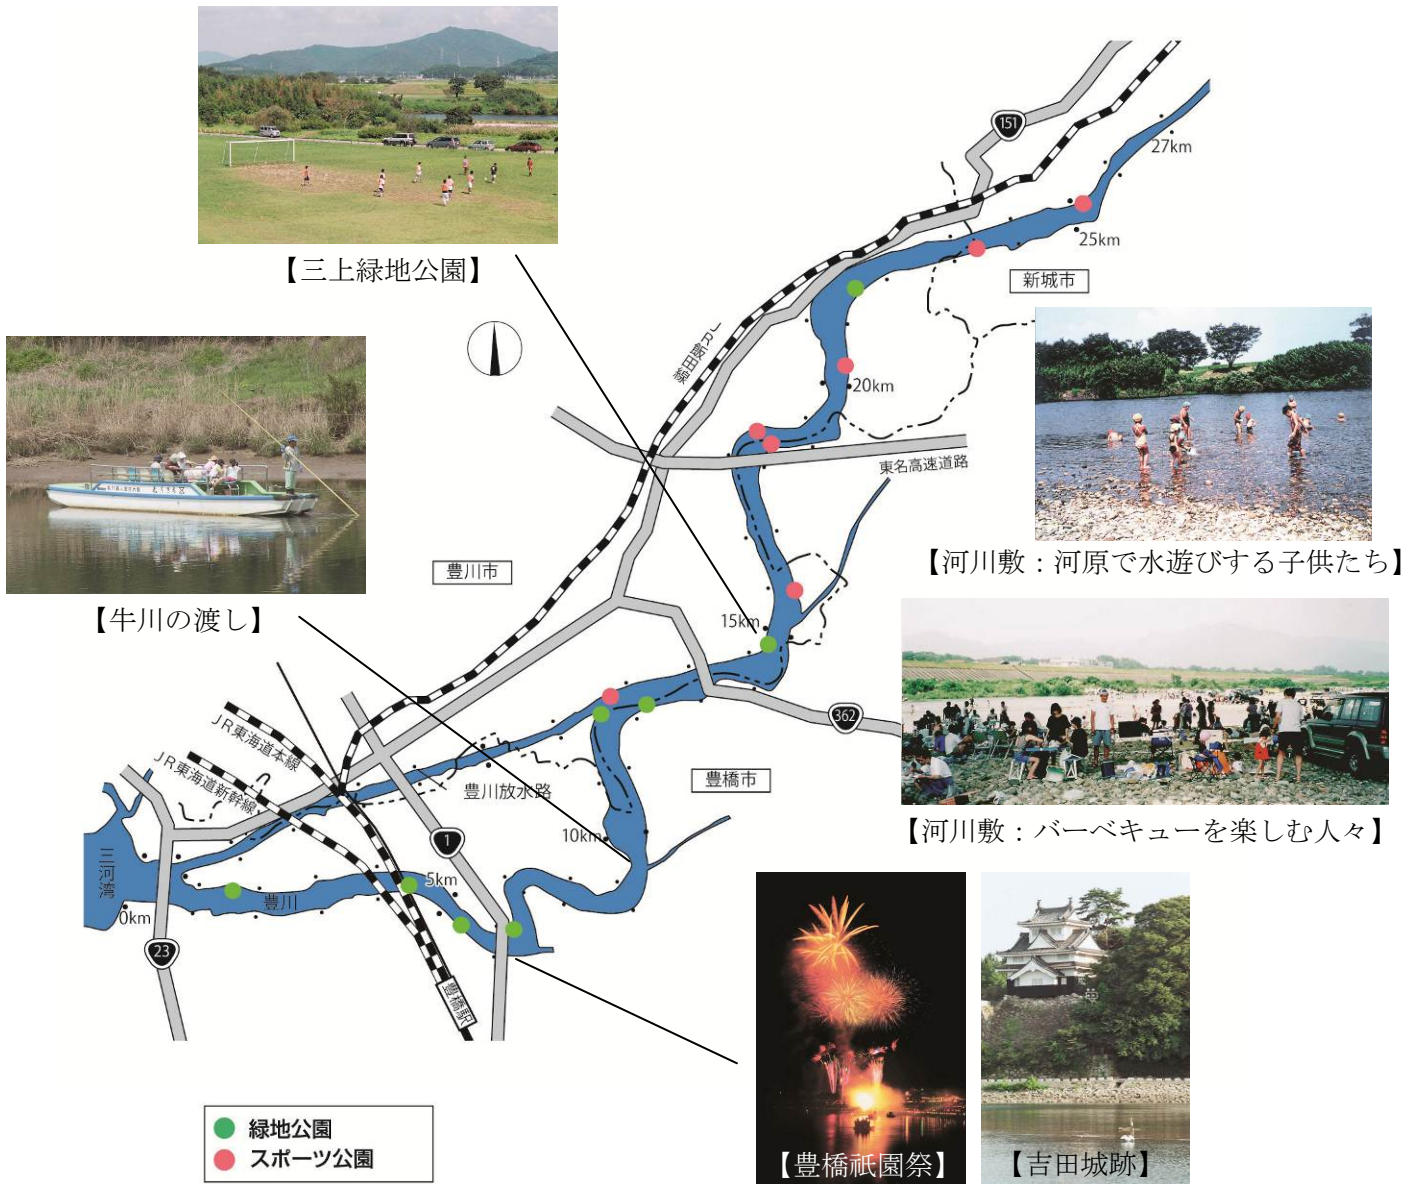 【三上緑地公園】
151
27km
25km
新城市
JR飯田線
20km
東名高速道路
【河川敷：河原で水遊びする子供たち】
【牛川の渡し】
豊川市
15km
362
【河川敷：バーベキューを楽しむ人々】
JR東海道本線
JR東海道新幹線
豊川放水路
豊橋市
10km
1
三河湾
5km
豊川
0km
23
豊橋駅
緑地公園
スポーツ公園
【豊橋祇園祭】
【吉田城跡】